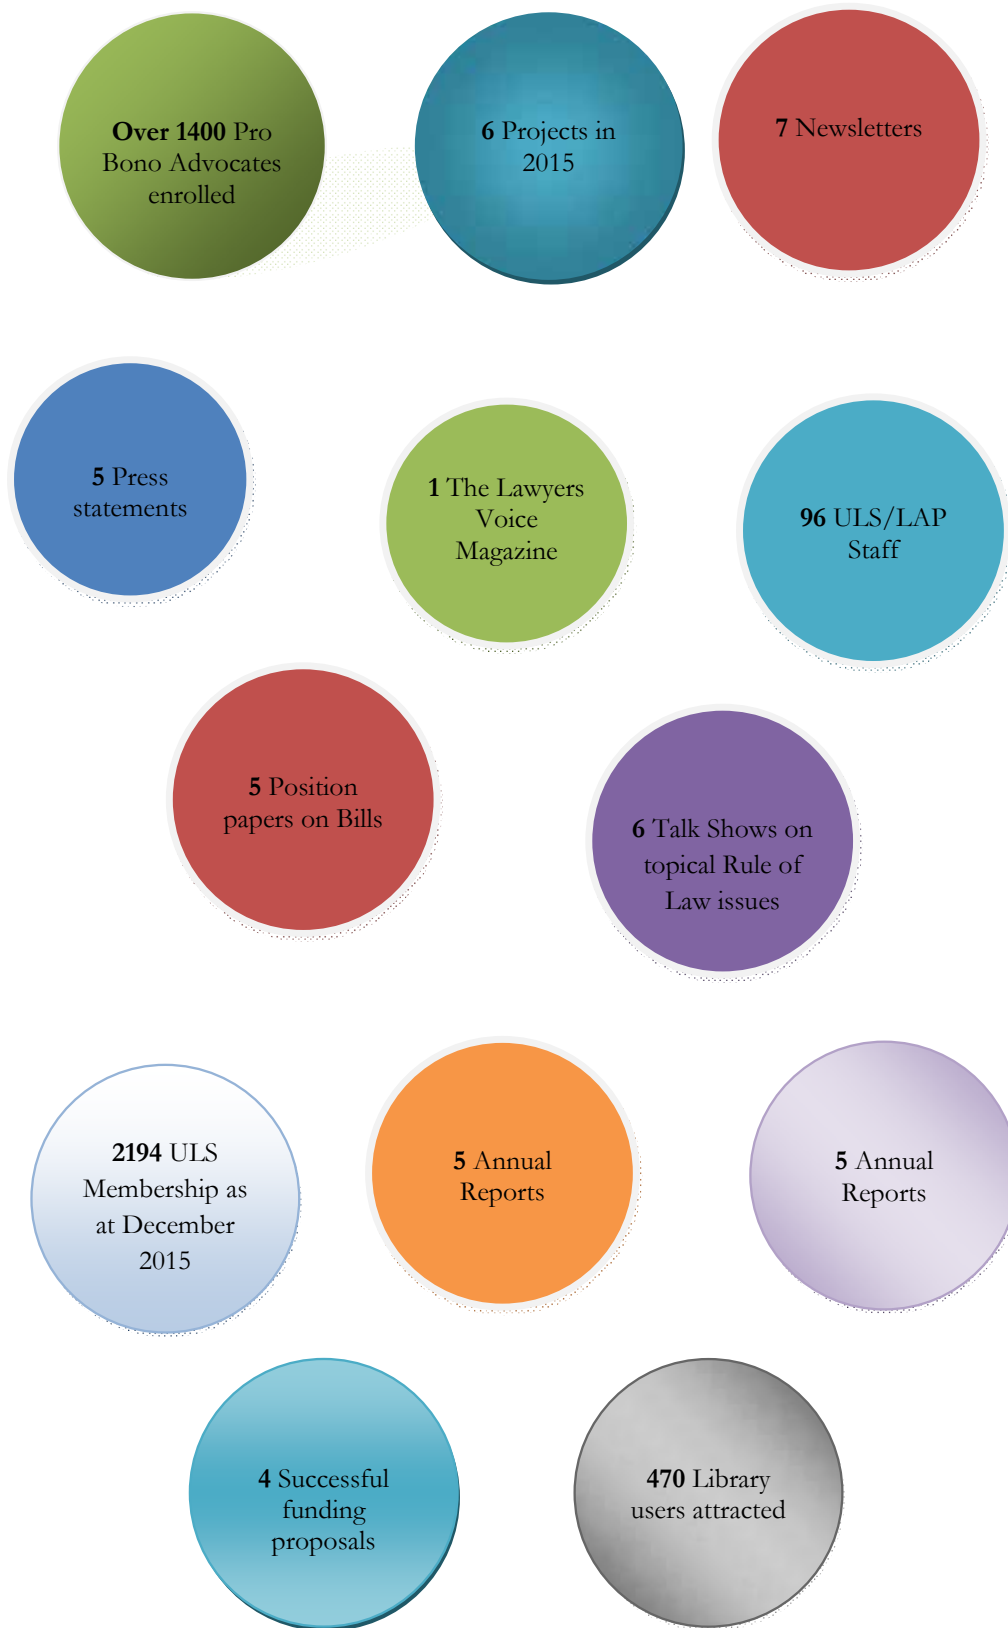 Over 1400 Pro
Bono Advocates
enrolled
6 Projects in
2015
7 Newsletters
5 Press
statements
1 The Lawyers
Voice
Magazine
96 ULS/LAP
Staff
5 Position
papers on Bills
6 Talk Shows on
topical Rule of
Law issues
2194 ULS
Membership as
at December
2015
5 Annual
Reports
5 Annual
Reports
4 Successful
funding
proposals
470 Library
users attracted